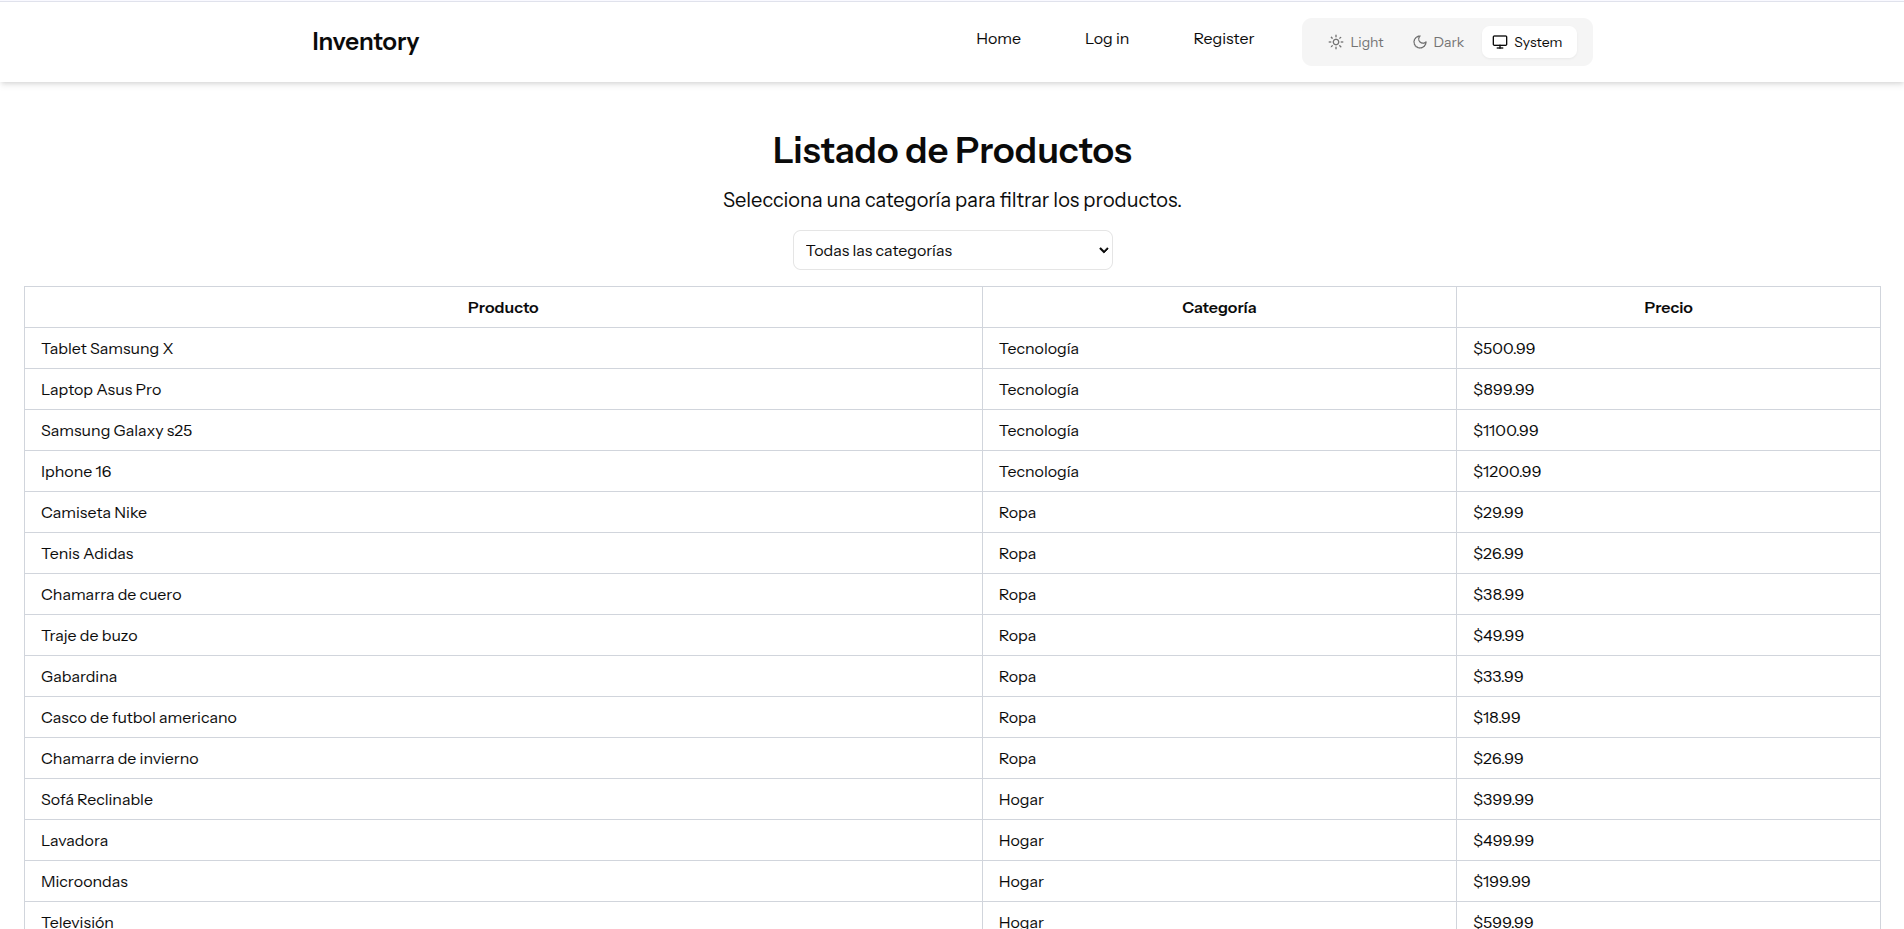 Inventory Home Log in Register Light Dark System
Listado de Productos
Selecciona una categoría para filtrar los productos.
Todas las categorías
Producto Categoría Precio
Tablet Samsung X Tecnología $500.99
Laptop Asus Pro Tecnología $899.99
Samsung Galaxy s25 Tecnología $1100.99
Iphone 16 Tecnología $1200.99
Camiseta Nike Ropa $29.99
Tenis Adidas Ropa $26.99
Chamarra de cuero Ropa $38.99
Traje de buzo Ropa $49.99
Gabardina Ropa $33.99
Casco de futbol americano Ropa $18.99
Chamarra de invierno Ropa $26.99
Sofá Reclinable Hogar $399.99
Lavadora Hogar $499.99
Microondas Hogar $199.99
Televisión Hogar $599.99